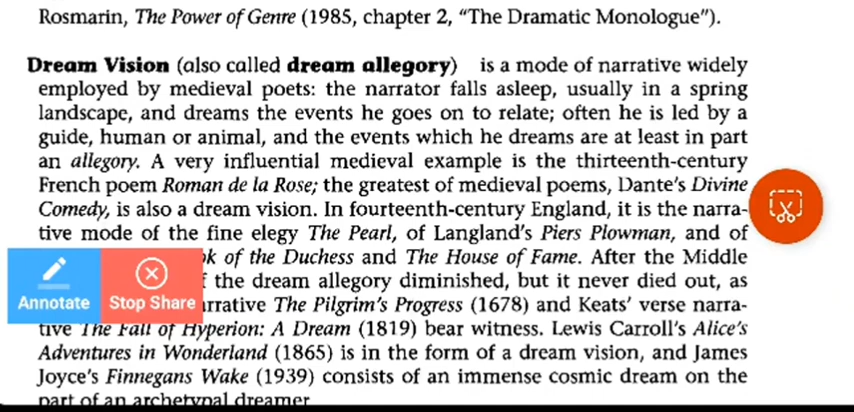 Rosmarin, The Power of Genre (1985, chapter 2, “The Dramatic Monologue”).
Dream Vision (also called dream allegory) is a mode of narrative widely
employed by medieval poets: the narrator falls asleep, usually in a spring
landscape, and dreams the events he goes on to relate; often he is led by a
guide, human or animal, and the events which he dreams are at least in part
an allegory. A very influential medieval example is the thirteenth-century
French poem Roman de la Rose; the greatest of medieval poems, Dante’s Divine
Comedy, is also a dream vision. In fourteenth-century England, it is the narra-
tive mode of the fine elegy The Pearl, of Langland’s Piers Plowman, and of
of the Duchess and The House of Fame. After the Middle
the dream allegory diminished, but it never died out, as
Annotate Stop Share
The Pilgrim’s Progress (1678) and Keats’ verse narra-
tive The Fall of Hyperion: A Dream (1819) bear witness. Lewis Carroll’s Alice’s
Adventures in Wonderland (1865) is in the form of a dream vision, and James
Joyce’s Finnegans Wake (1939) consists of an immense cosmic dream on the
part of an archetypal dreamer